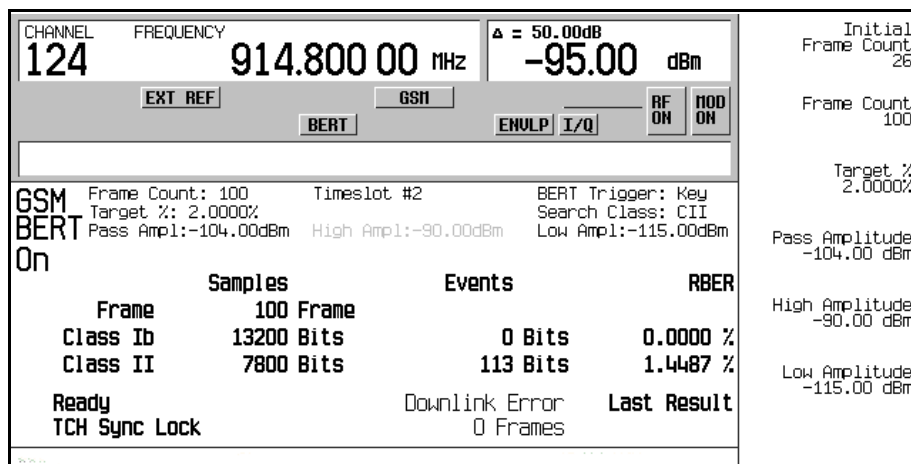 CHANNEL FREQUENCY Δ = 50.00dB
124 914.800 00 MHz -95.00 dBm
EXT REF GSM RF ON MOD ON
BERT ENVLP I/Q
GSM BERT On
Frame Count: 100 Timeslot #2 BERT Trigger: Key
Target %: 2.0000% Search Class: CII
Pass Ampl:-104.00dBm High Ampl:-90.00dBm Low Ampl:-115.00dBm
Samples Events RBER
Frame 100 Frame
Class Ib 13200 Bits 0 Bits 0.0000 %
Class II 7800 Bits 113 Bits 1.4487 %
Ready Downlink Error Last Result
TCH Sync Lock 0 Frames
Initial
Frame Count
26
Frame Count
100
Target %
2.0000%
Pass Amplitude
-104.00 dBm
High Amplitude
-90.00 dBm
Low Amplitude
-115.00 dBm